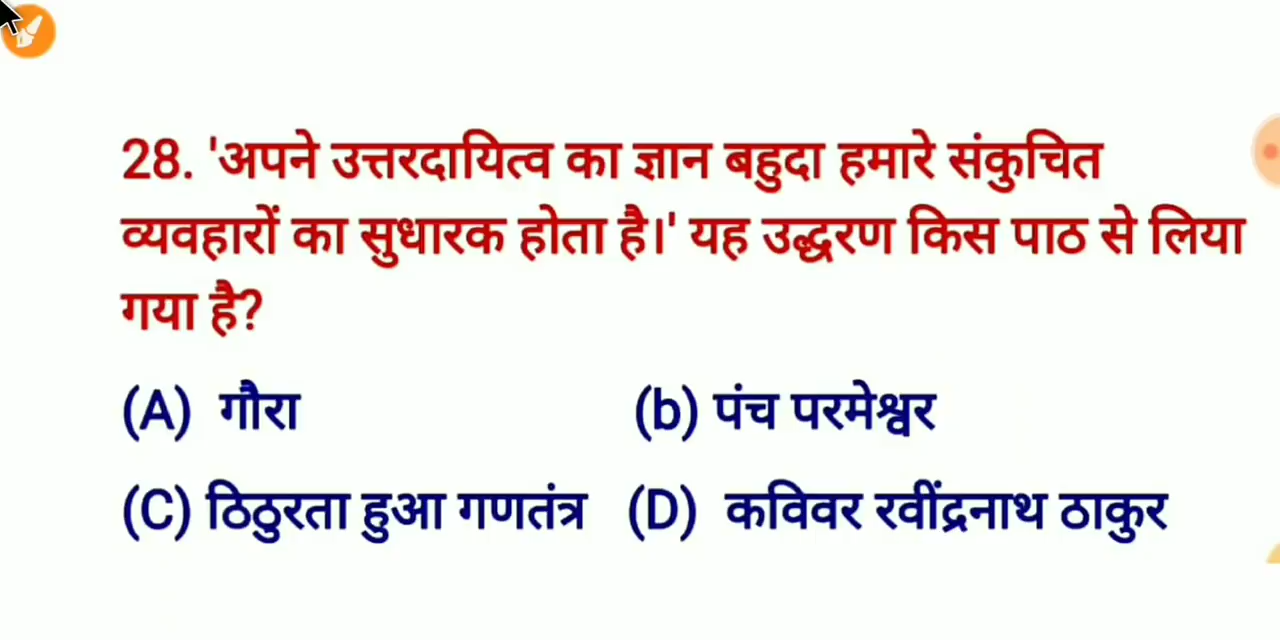 28. 'अपने उत्तरदायित्व का ज्ञान बहुदा हमारे संकुचित
व्यवहारों का सुधारक होता है।' यह उद्धरण किस पाठ से लिया
गया है?
(A) गौरा (b) पंच परमेश्वर
(C) ठिठुरता हुआ गणतंत्र (D) कविवर रवींद्रनाथ ठाकुर